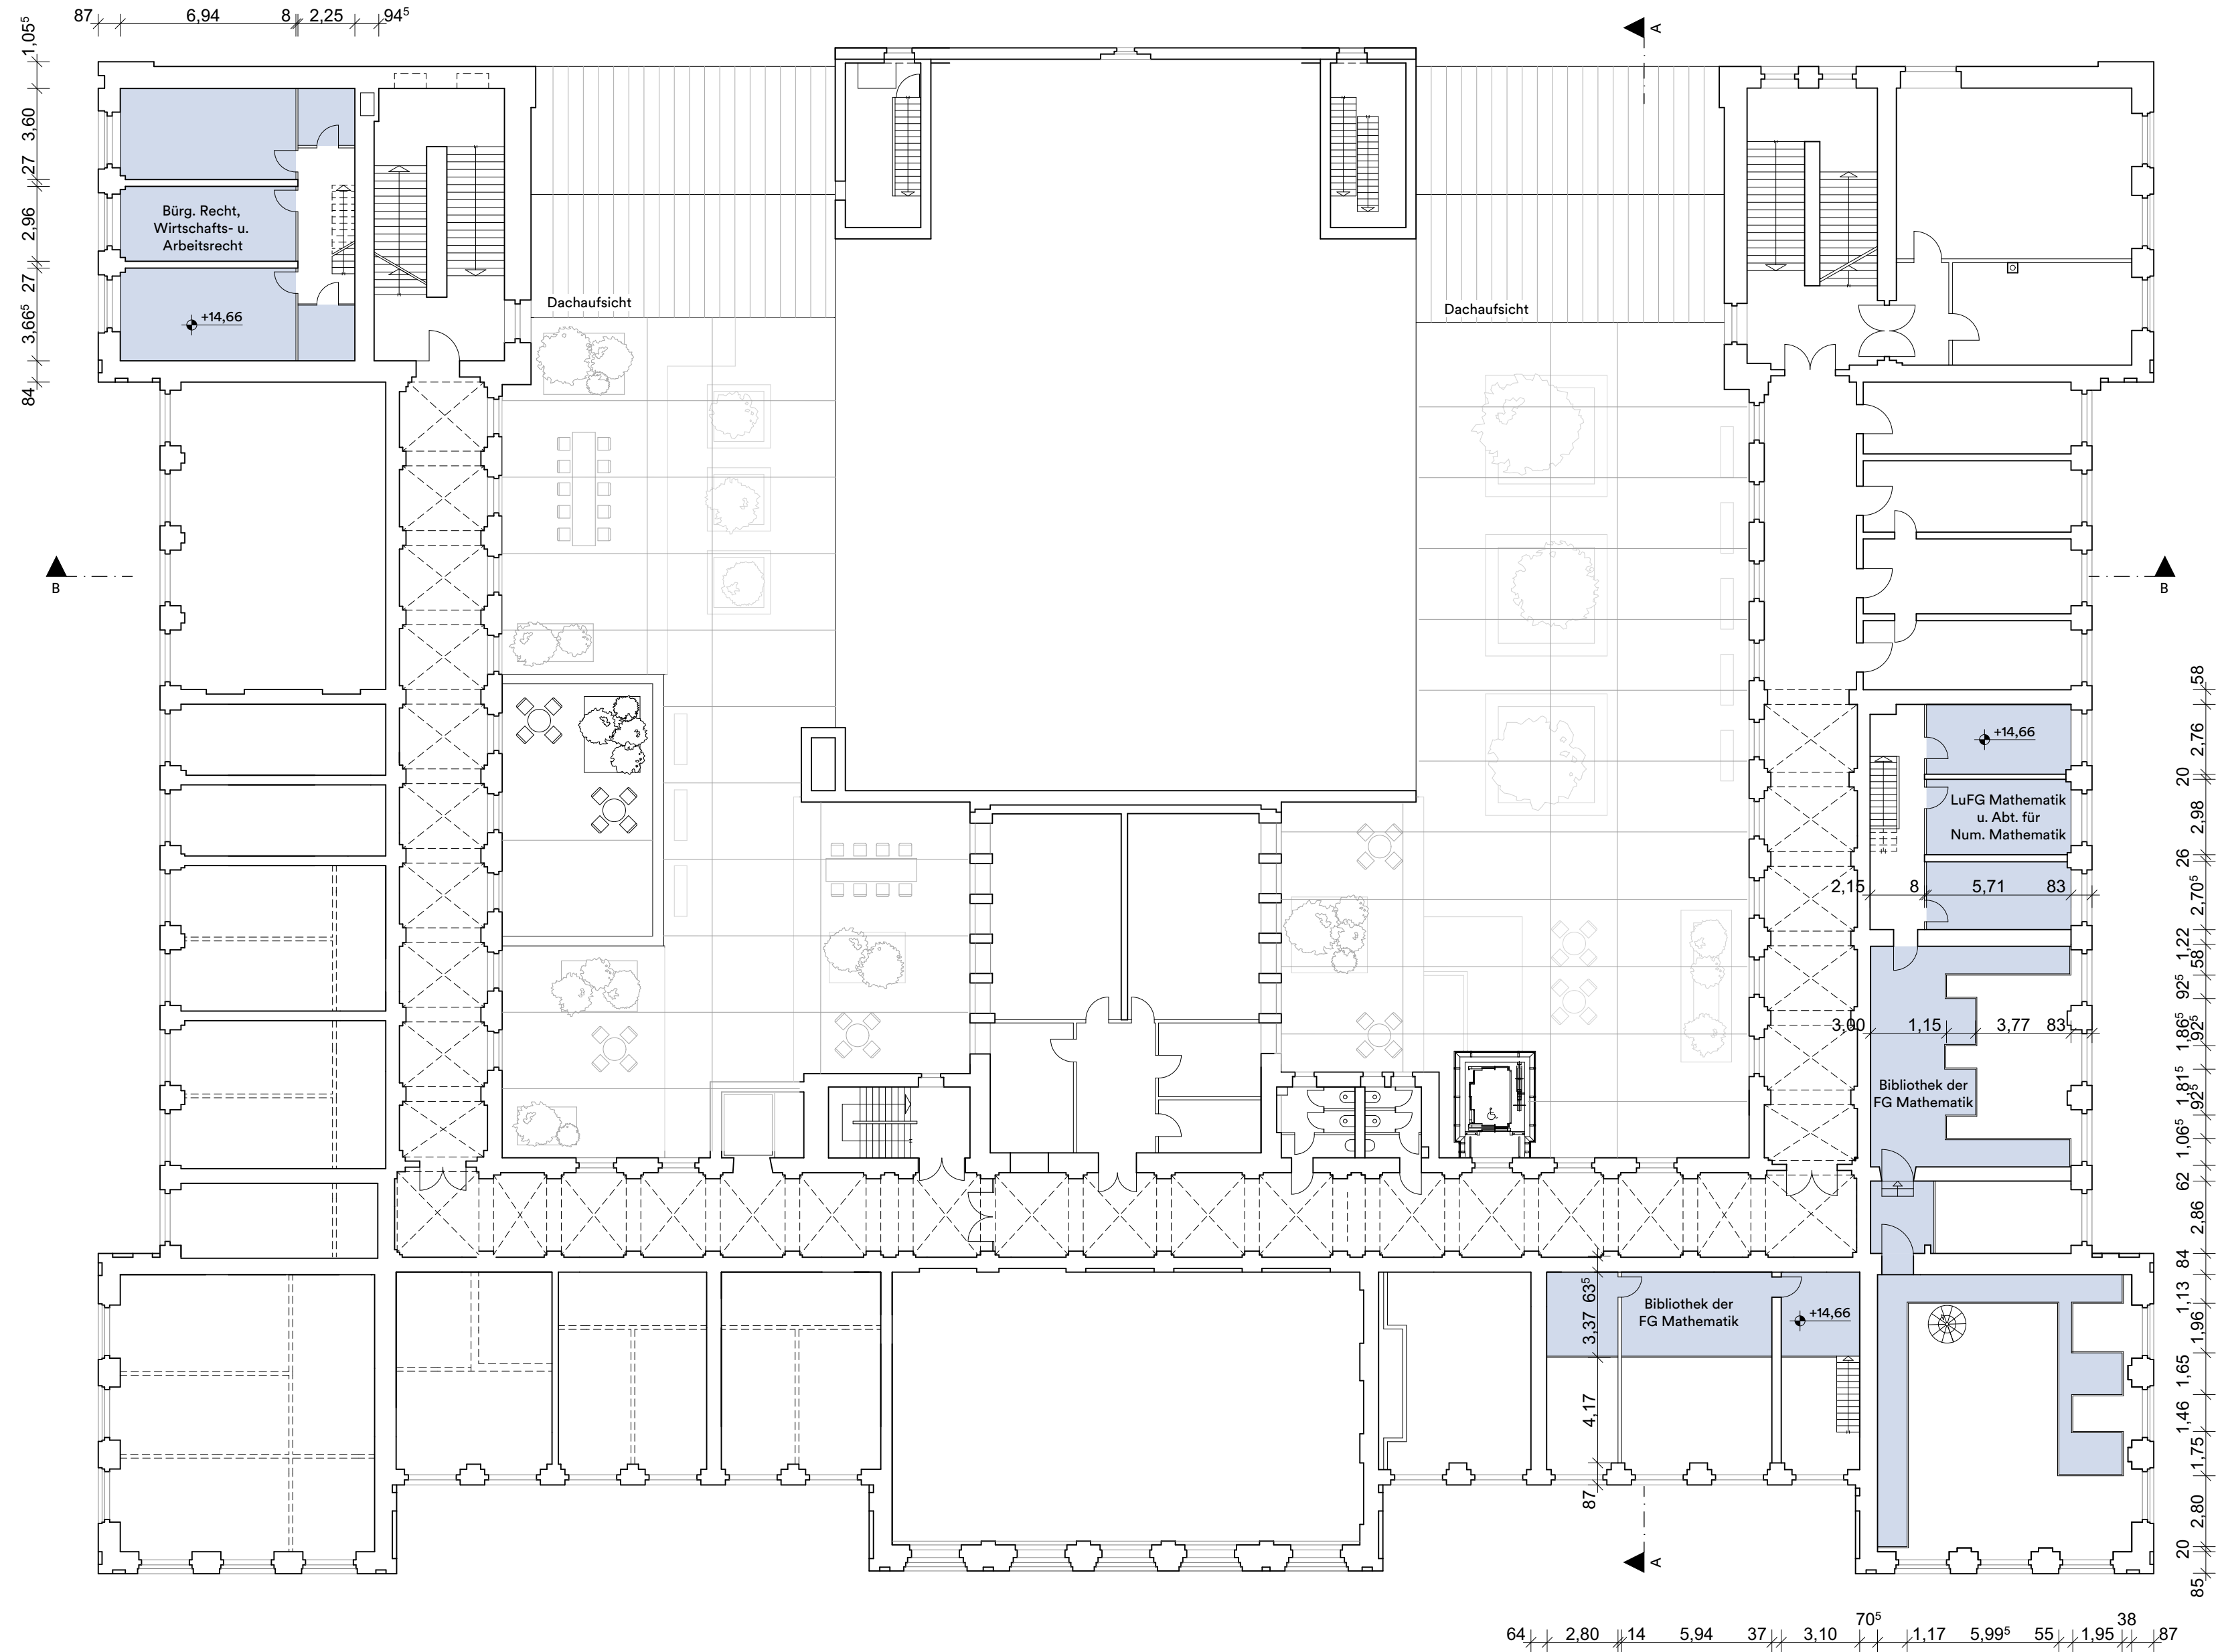 87 6,94 8 2,25 94⁵
1,05⁵
3,60
27
2,96
27
3,66⁵
84
A
Bürg. Recht,
Wirtschafts- u.
Arbeitsrecht
+14,66
Dachaufsicht
Dachaufsicht
B
B
58
2,76
20
2,98
26
2,70⁵
1,22
58
92⁵
1,86⁵
92⁵
1,81⁵
92⁵
1,06⁵
62
2,86
84
1,13
1,96
1,65
1,46
1,75
2,80
20
85
+14,66
LuFG Mathematik
u. Abt. für
Num. Mathematik
2,15 8 5,71 83
3,00 1,15 3,77 83
Bibliothek der
FG Mathematik
63⁵
3,37
4,17
87
Bibliothek der
FG Mathematik
+14,66
A
70⁵ 38
64 2,80 14 5,94 37 3,10 1,17 5,99⁵ 55 1,95 87